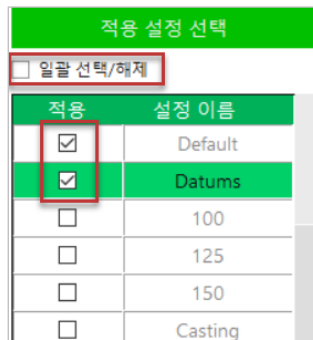 적용 설정 선택
일괄 선택/해제
적용 설정 이름
Default
Datums
100
125
150
Casting